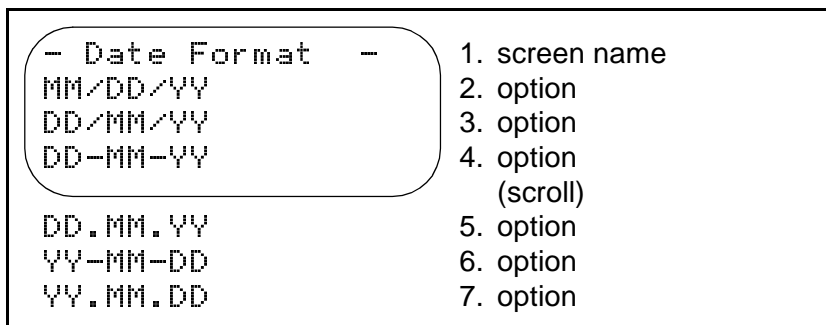 - Date Format - 1. screen name
MM/DD/YY 2. option
DD/MM/YY 3. option
DD-MM-YY 4. option
(scroll)
DD.MM.YY 5. option
YY-MM-DD 6. option
YY.MM.DD 7. option